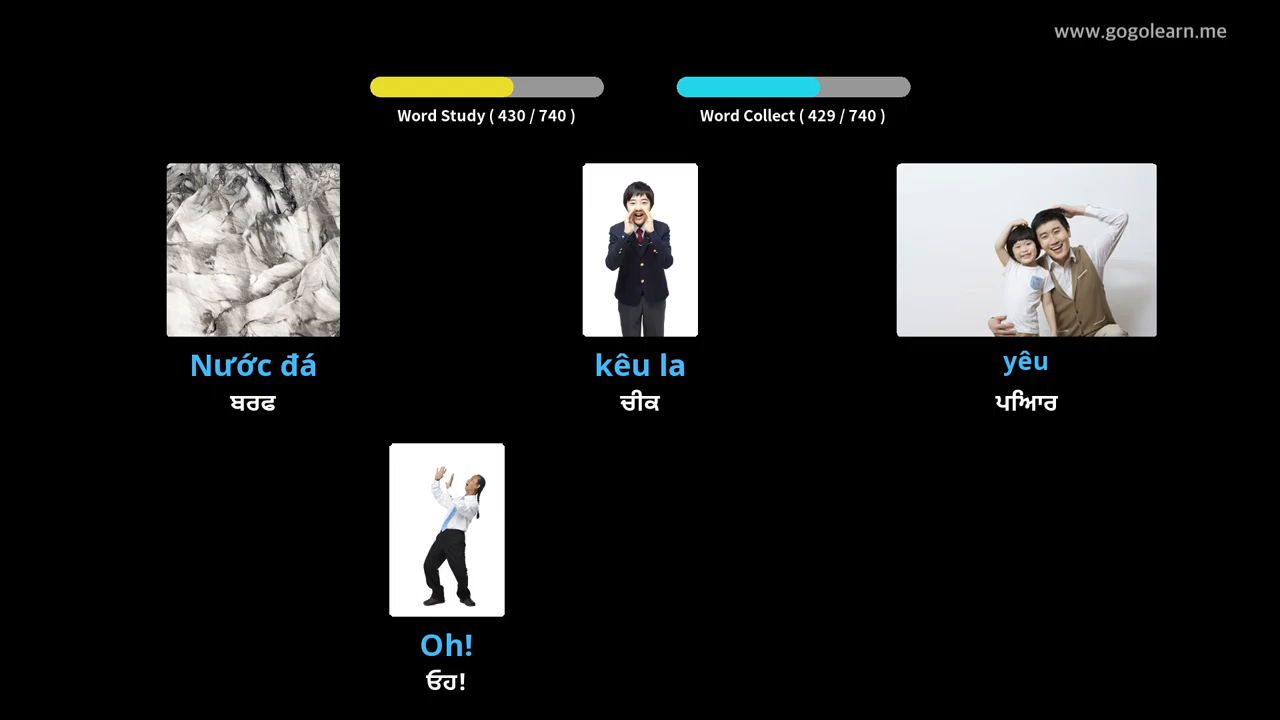 www.gogolearn.me
Word Study ( 430 / 740 )
Word Collect ( 429 / 740 )
Nước đá
ਬਰਫ
kêu la
ਚੀਕ
yêu
ਪਿਆਰ
Oh!
ਓਹ!